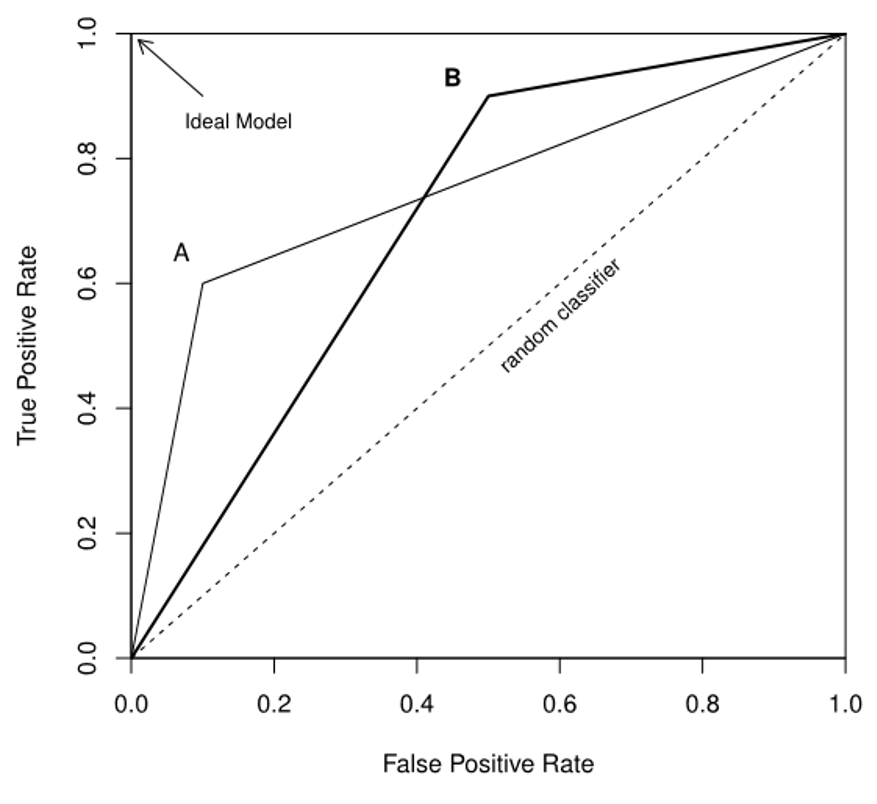 1.0
Ideal Model
B
0.8
A
True Positive Rate
0.6
random classifier
0.4
0.2
0.0
0.0 0.2 0.4 0.6 0.8 1.0
False Positive Rate